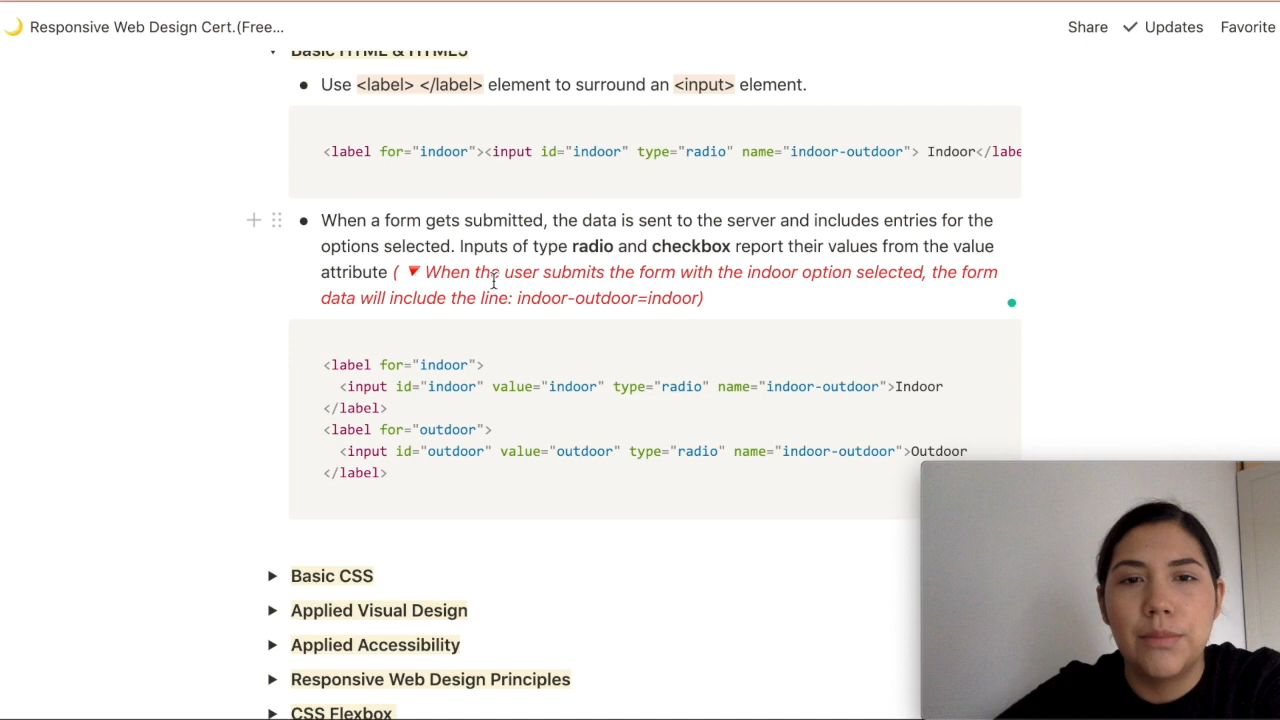 🌙 Responsive Web Design Cert.(Free...
Share ✓ Updates Favorite
Basic HTML & HTML5
Use <label> </label> element to surround an <input> element.
<label for="indoor"><input id="indoor" type="radio" name="indoor-outdoor"> Indoor</labe
When a form gets submitted, the data is sent to the server and includes entries for the
options selected. Inputs of type radio and checkbox report their values from the value
attribute ( 🔻 When the user submits the form with the indoor option selected, the form
data will include the line: indoor-outdoor=indoor)
<label for="indoor">
<input id="indoor" value="indoor" type="radio" name="indoor-outdoor">Indoor
</label>
<label for="outdoor">
<input id="outdoor" value="outdoor" type="radio" name="indoor-outdoor">Outdoor
</label>
Basic CSS
Applied Visual Design
Applied Accessibility
Responsive Web Design Principles
CSS Flexbox